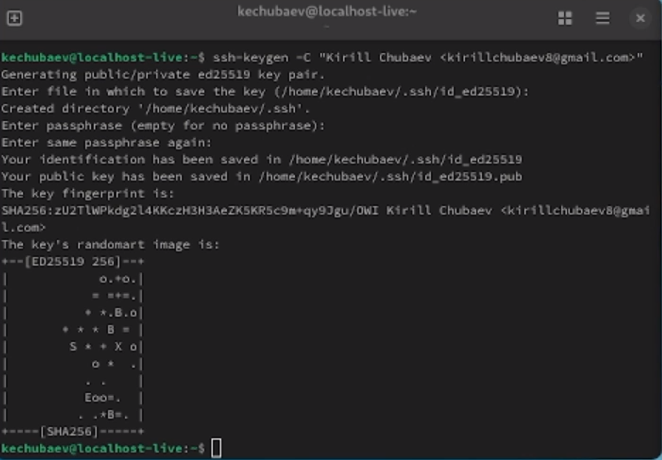 kechubaev@localhost-live:~
kechubaev@localhost-live:~$ ssh-keygen -C "Kirill Chubaev <kirillchubaev8@gmail.com>"
Generating public/private ed25519 key pair.
Enter file in which to save the key (/home/kechubaev/.ssh/id_ed25519):
Created directory '/home/kechubaev/.ssh'.
Enter passphrase (empty for no passphrase):
Enter same passphrase again:
Your identification has been saved in /home/kechubaev/.ssh/id_ed25519
Your public key has been saved in /home/kechubaev/.ssh/id_ed25519.pub
The key fingerprint is:
SHA256:zU2TlWPkdg2l4KKczH3H3AeZK5KR5c9m+qy9Jgu/OWI Kirill Chubaev <kirillchubaev8@gmai
l.com>
The key's randomart image is:
+--[ED25519 256]--+
|            o.+o.|
|           = =+=.|
|          + *.B.o|
|       * * * B = |
|        S * + X o|
|           o *  .|
|          . .    |
|          Eoo=.  |
|         . .*B=. |
+----[SHA256]-----+
kechubaev@localhost-live:~$